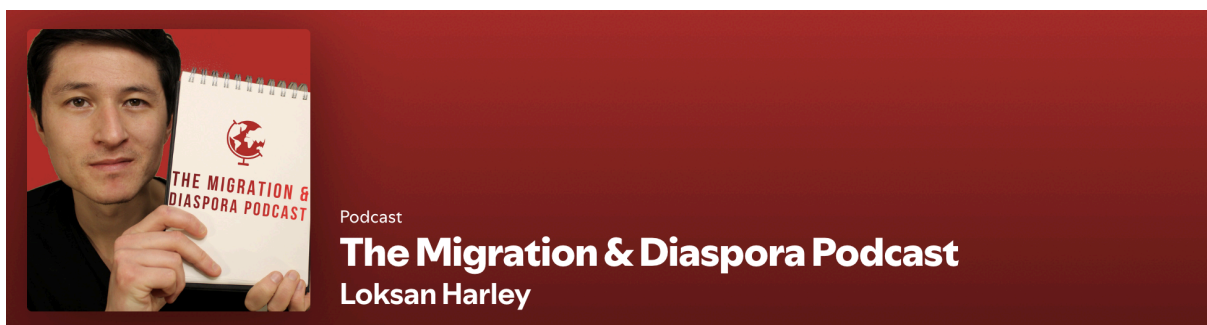 THE MIGRATION &
DIASPORA PODCAST
Podcast
The Migration & Diaspora Podcast
Loksan Harley